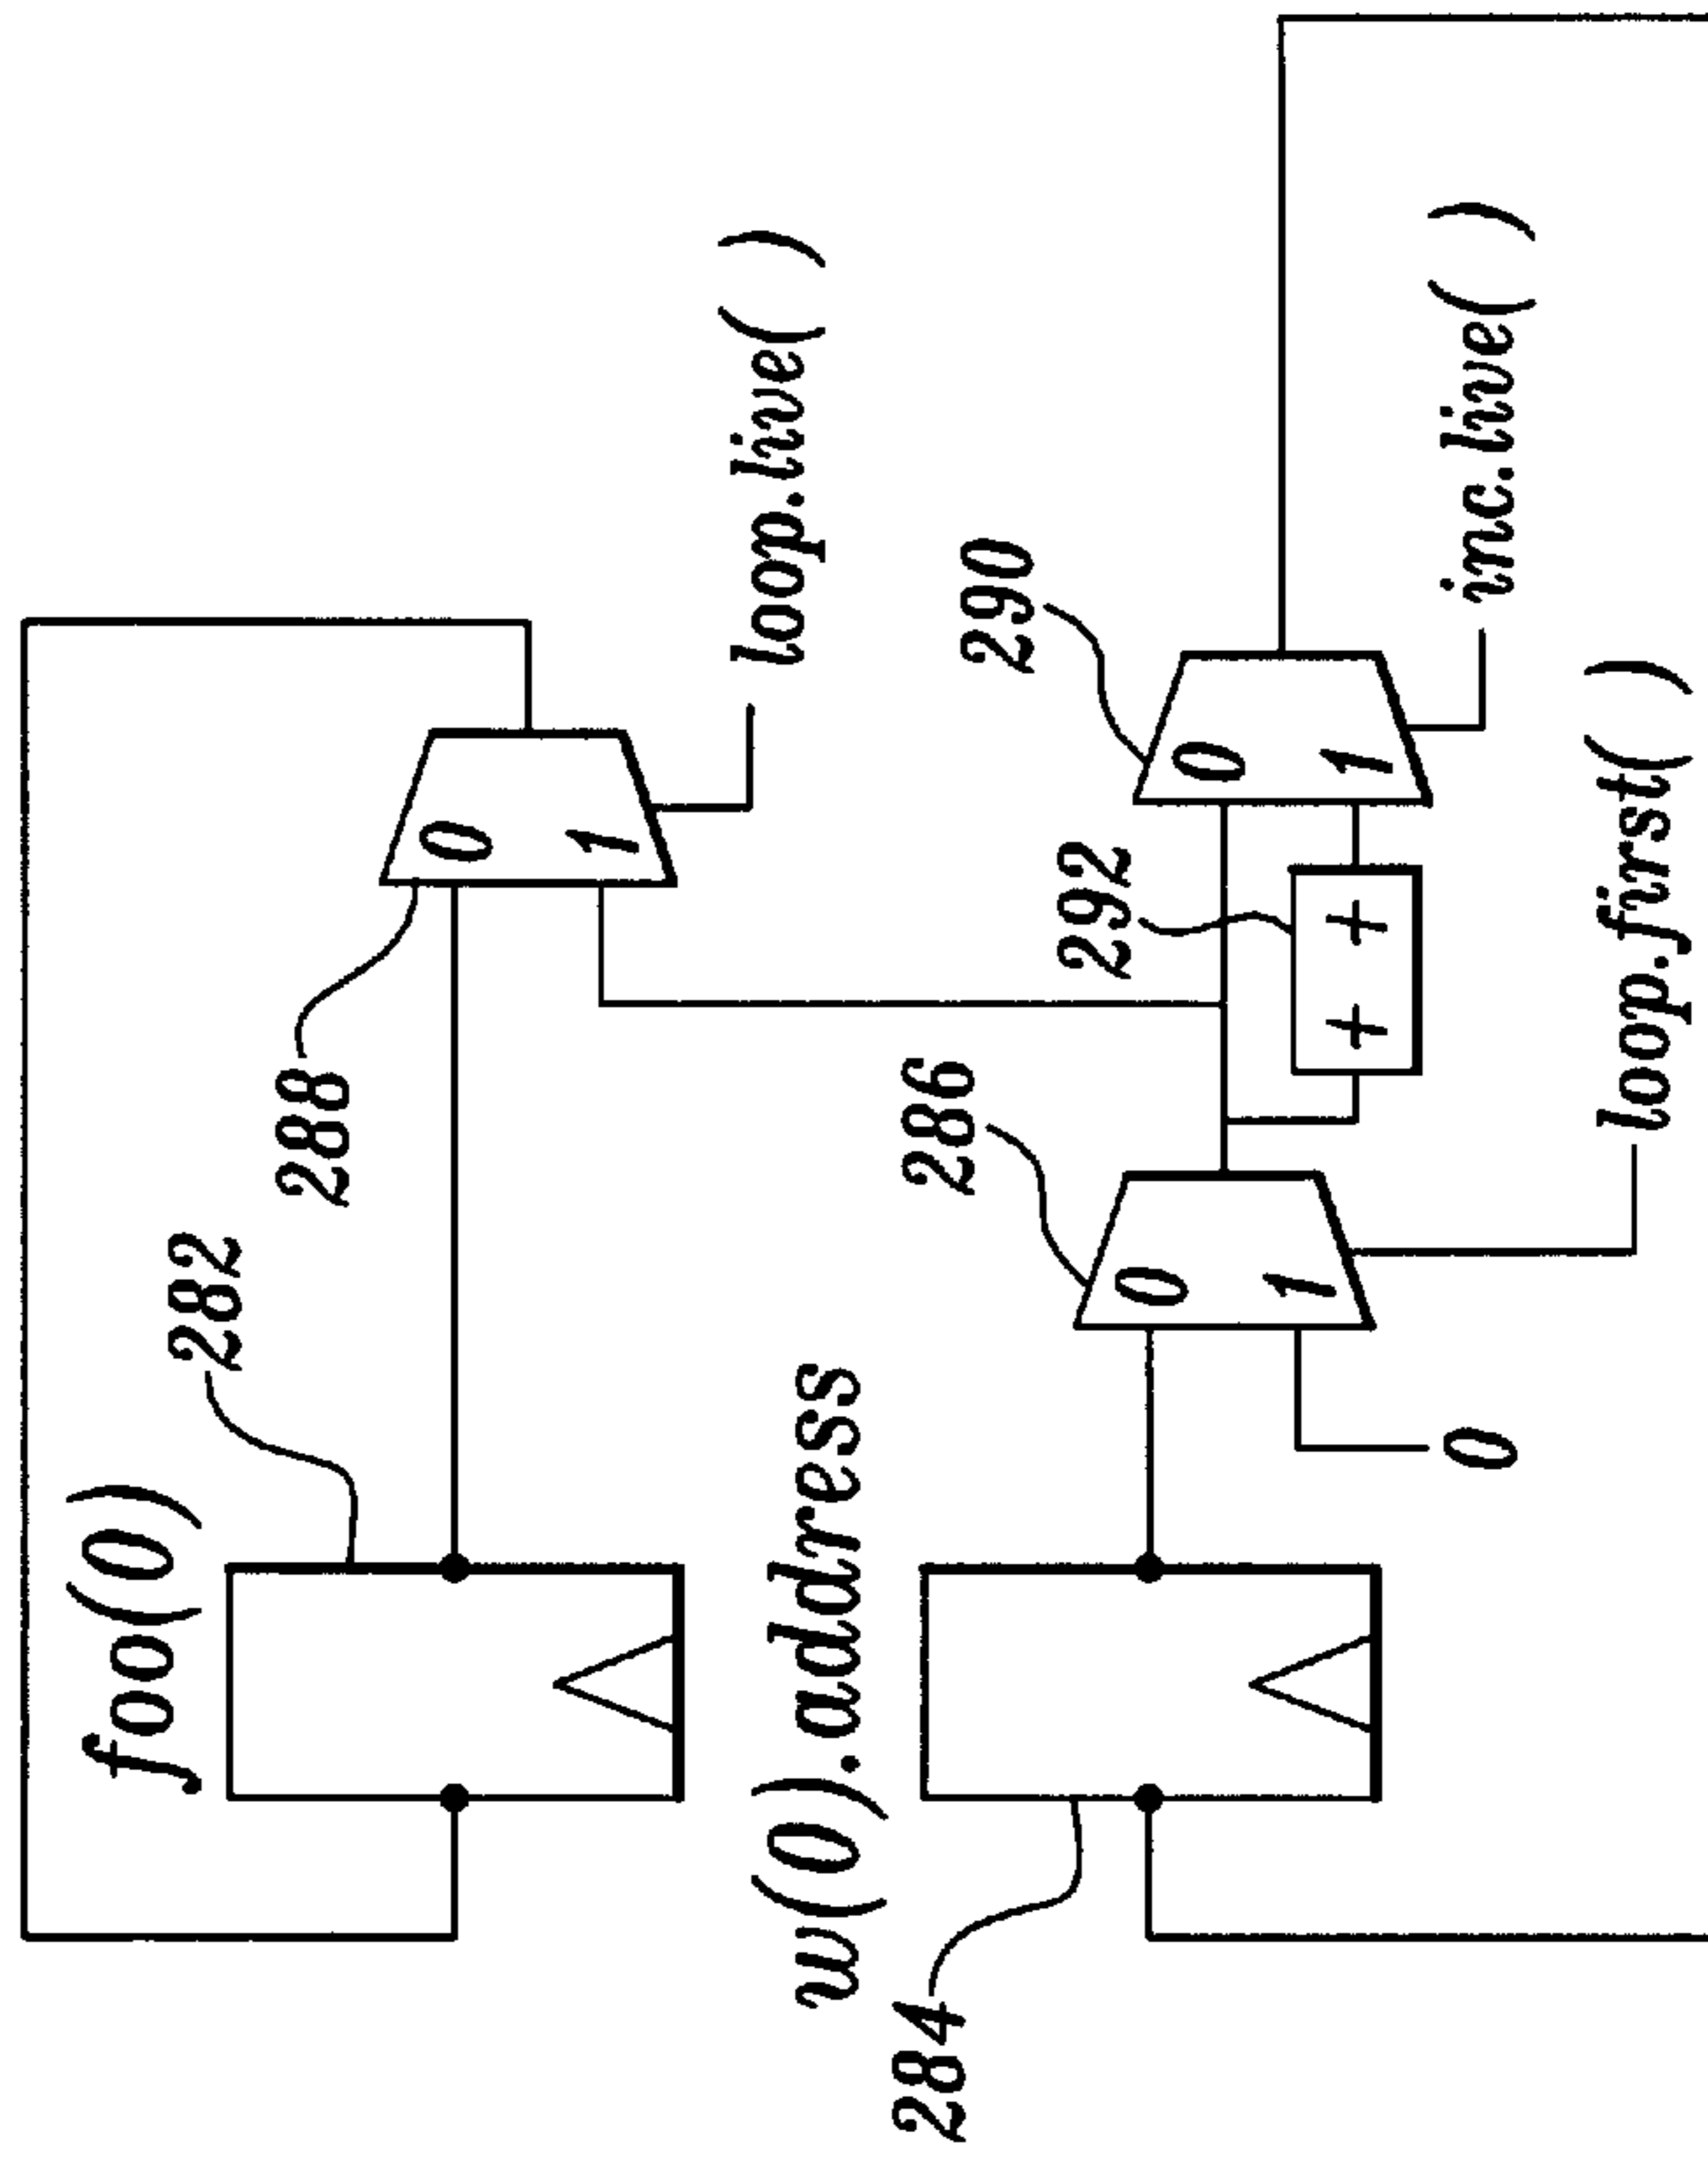 foo(0)
282
288
0
1
loop.live( )
w(0).address
284
286
290
292
0
0
1
+ +
1
0
inc.live( )
loop.first( )